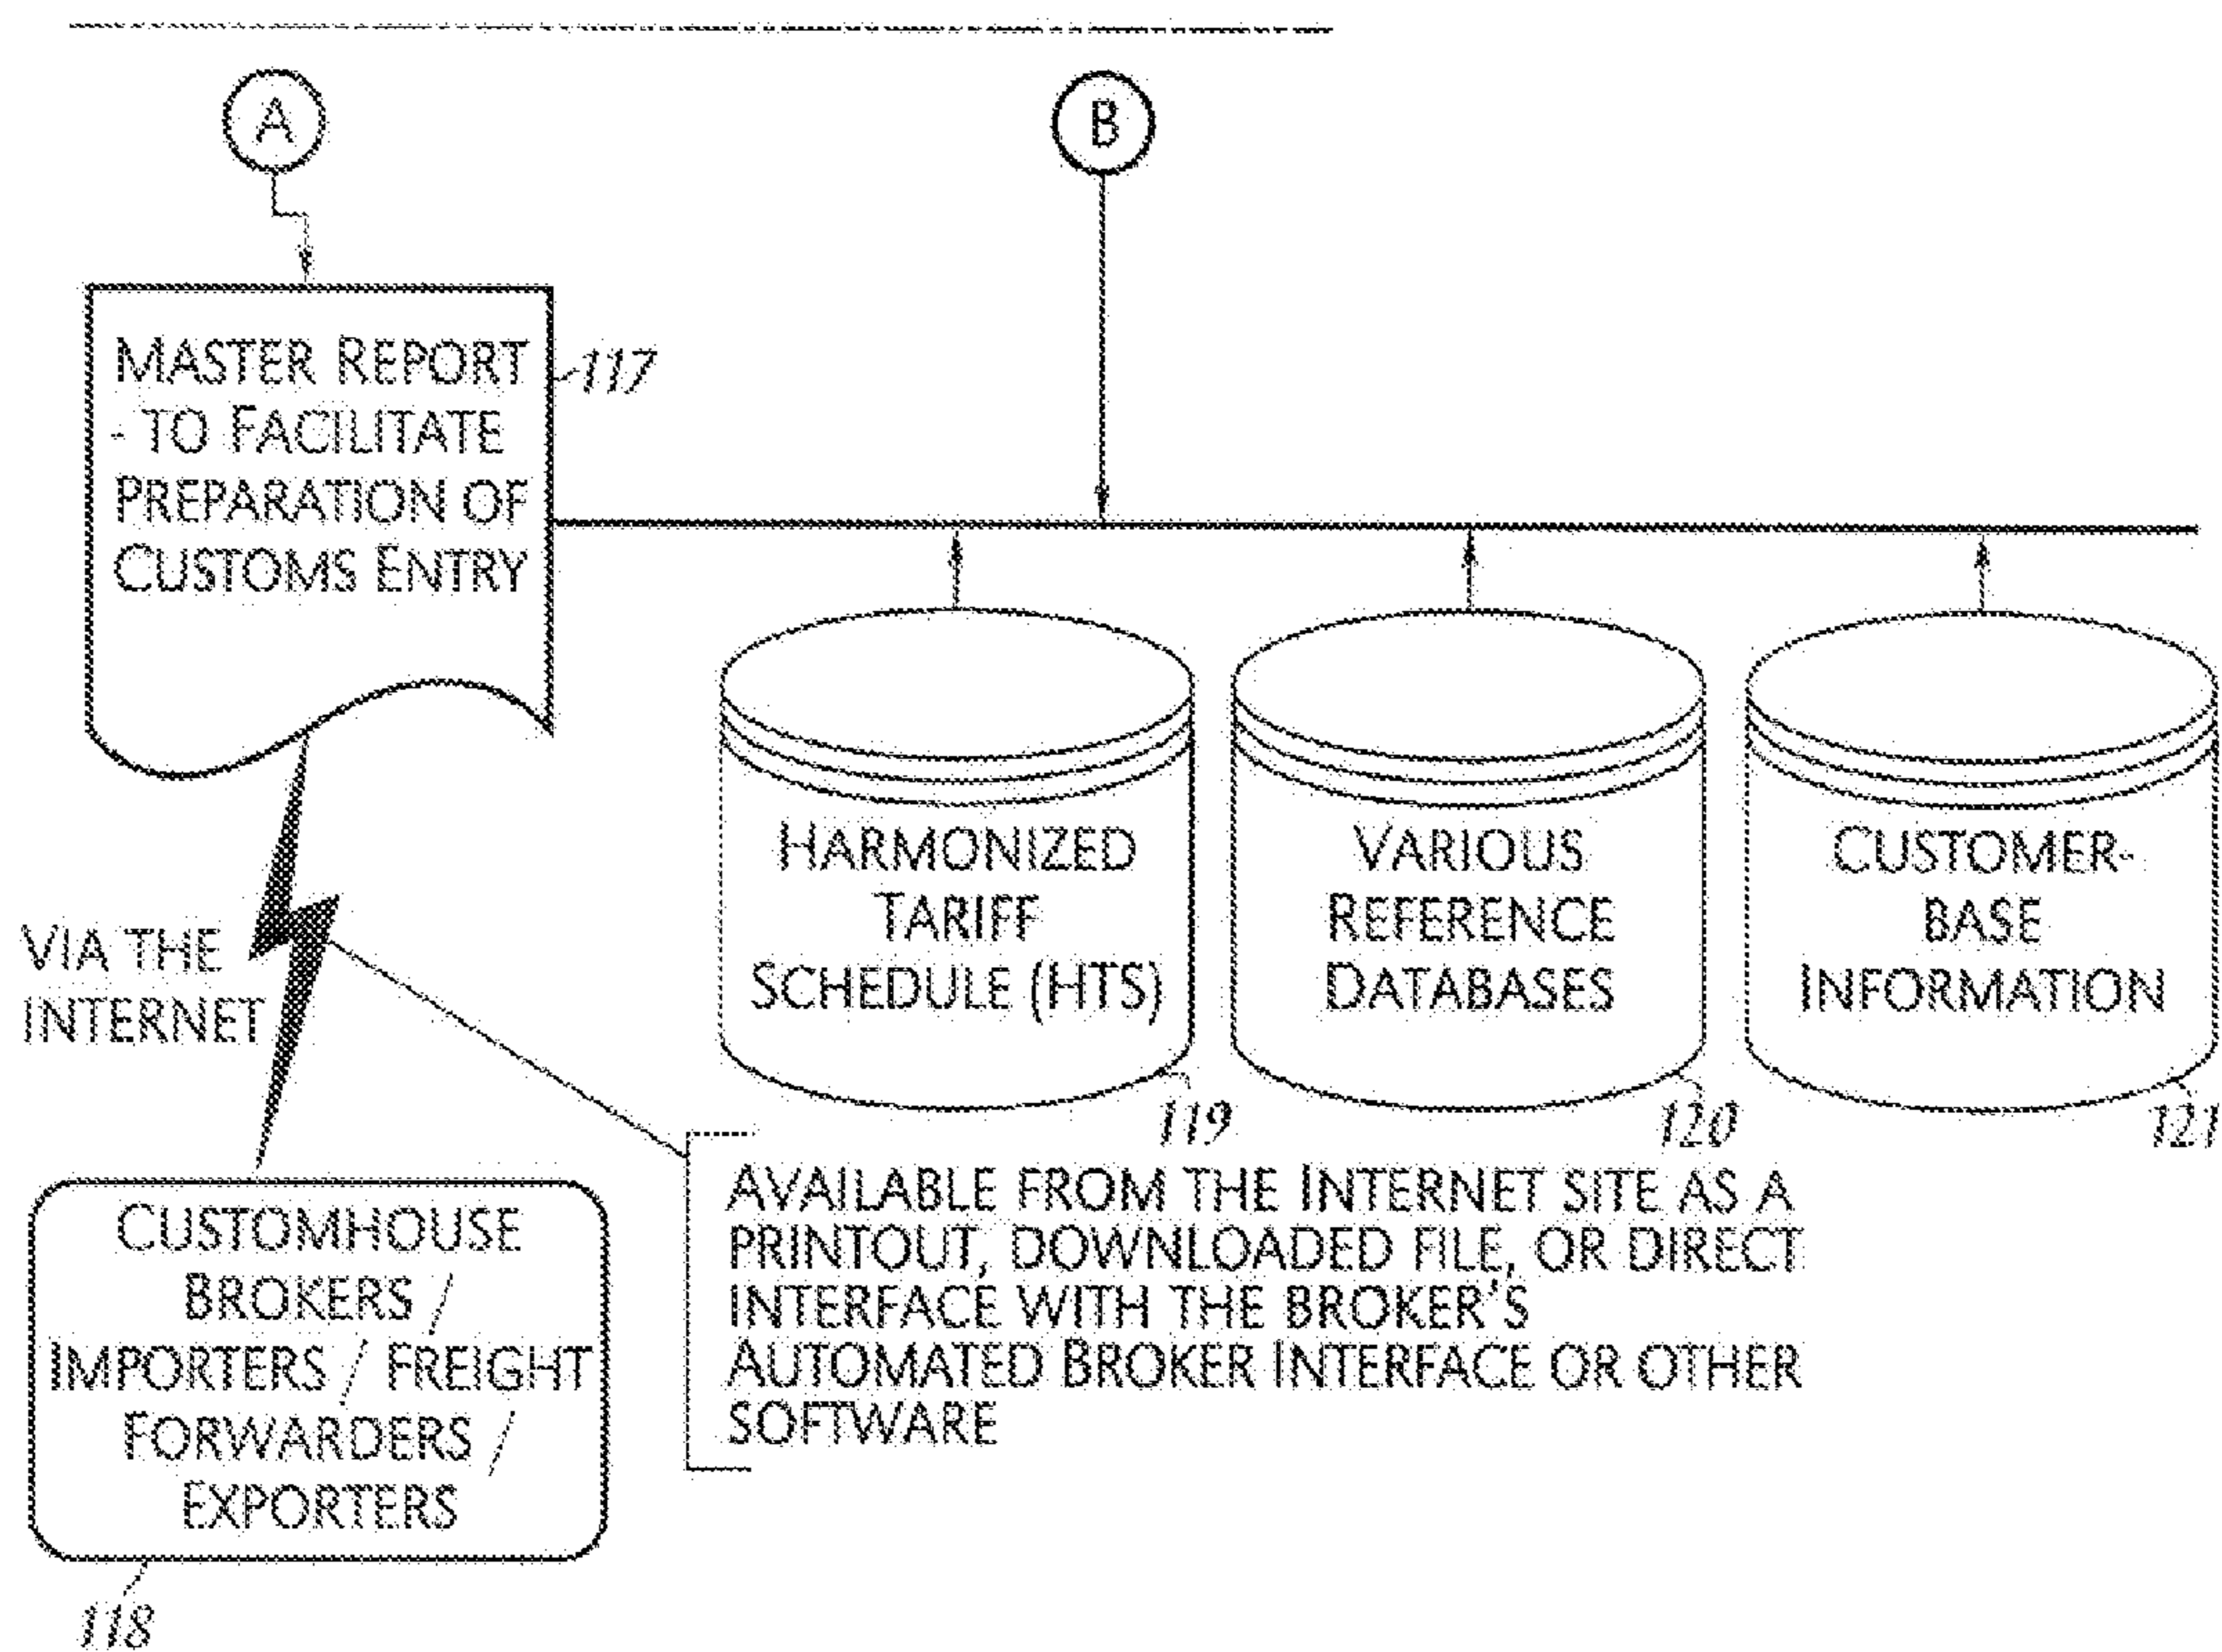 A
B
MASTER REPORT
- TO FACILITATE
PREPARATION OF
CUSTOMS ENTRY
117
HARMONIZED
TARIFF
SCHEDULE (HTS)
119
VARIOUS
REFERENCE
DATABASES
120
CUSTOMER-
BASE
INFORMATION
121
VIA THE
INTERNET
AVAILABLE FROM THE INTERNET SITE AS A
PRINTOUT, DOWNLOADED FILE, OR DIRECT
INTERFACE WITH THE BROKER'S
AUTOMATED BROKER INTERFACE OR OTHER
SOFTWARE
CUSTOMHOUSE
BROKERS /
IMPORTERS / FREIGHT
FORWARDERS /
EXPORTERS
118